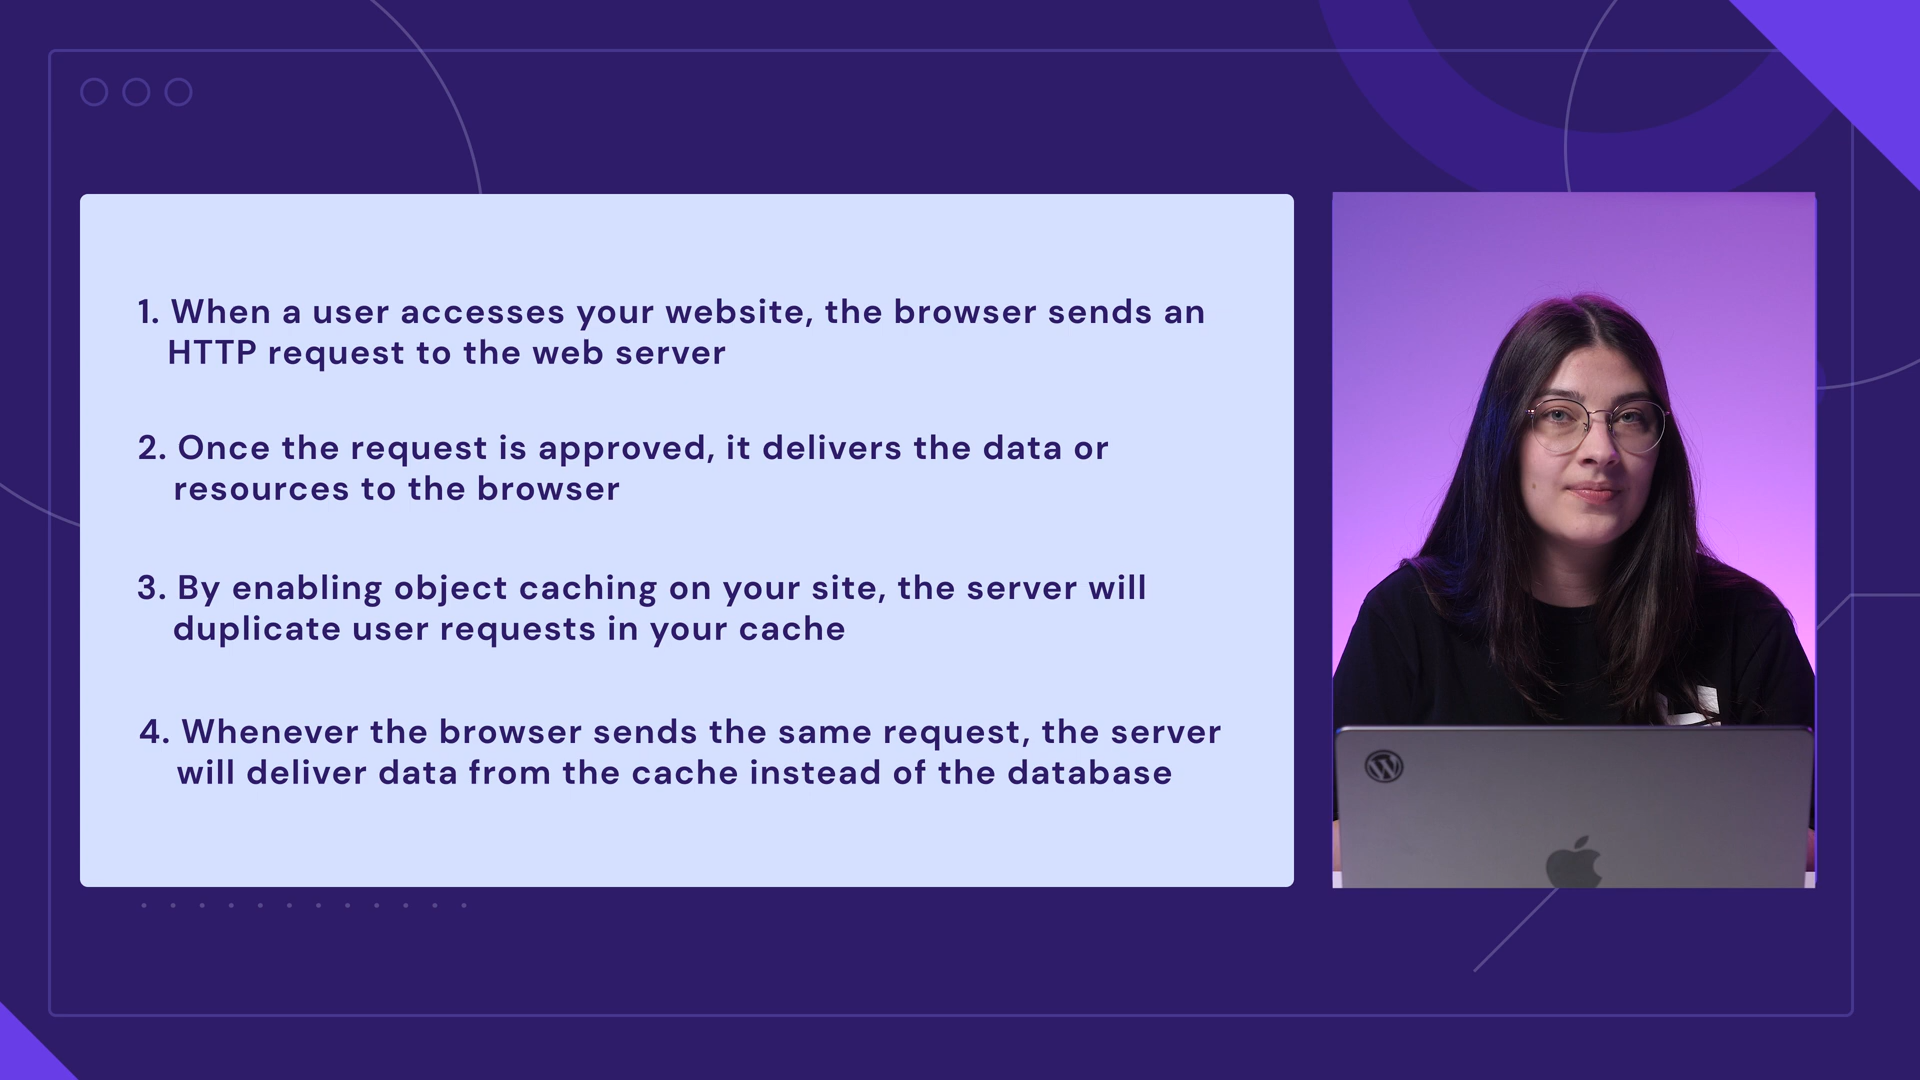 1. When a user accesses your website, the browser sends an
HTTP request to the web server
2. Once the request is approved, it delivers the data or
resources to the browser
3. By enabling object caching on your site, the server will
duplicate user requests in your cache
4. Whenever the browser sends the same request, the server
will deliver data from the cache instead of the database